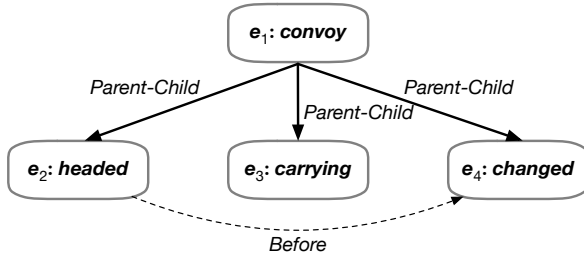 e₁: convoy
Parent-Child
Parent-Child
Parent-Child
e₂: headed
e₃: carrying
e₄: changed
Before